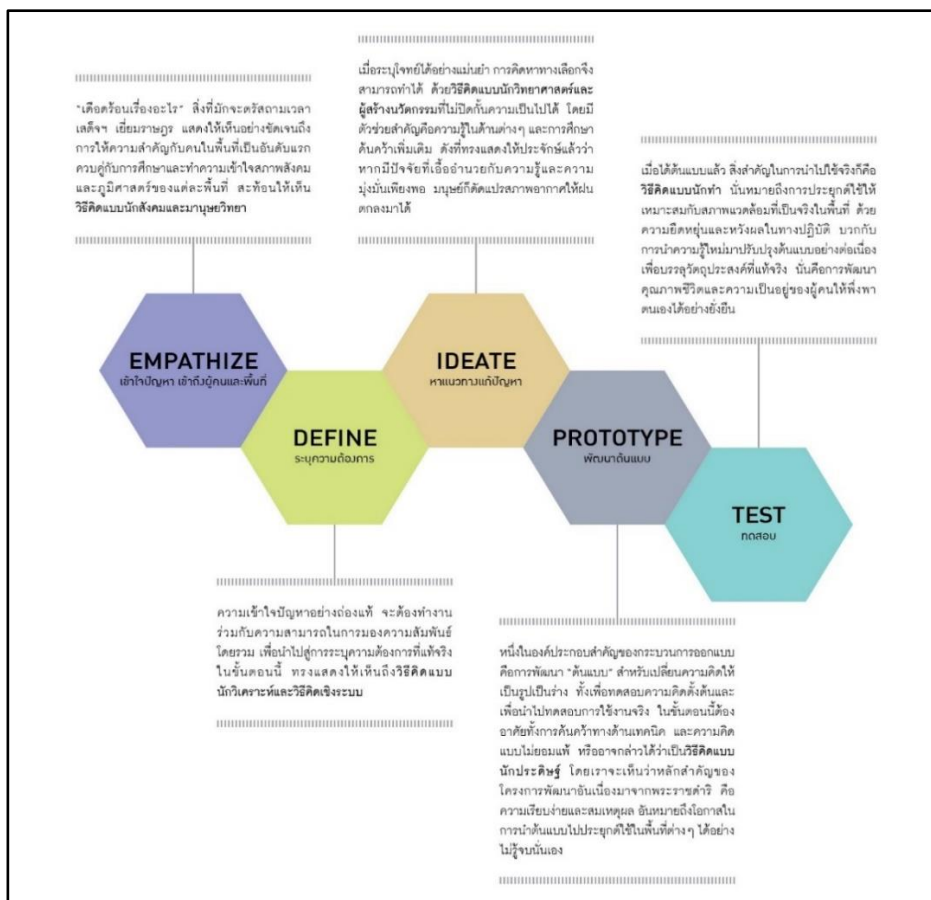 “เดือดร้อนเรื่องอะไร” สิ่งที่มักจะตรัสถามเวลา
เสด็จฯ เยี่ยมราษฎร แสดงให้เห็นอย่างชัดเจนถึง
การให้ความสำคัญกับคนในพื้นที่เป็นอันดับแรก
ควบคู่กับการศึกษาและทำความเข้าใจสภาพสังคม
และภูมิศาสตร์ของแต่ละพื้นที่ สะท้อนให้เห็น
วิธีคิดแบบนักสังคมและมานุษยวิทยา
EMPATHIZE
เข้าใจปัญหา เข้าถึงผู้คนและพื้นที่
DEFINE
ระบุความต้องการ
ความเข้าใจปัญหาอย่างถ่องแท้ จะต้องทำงาน
ร่วมกับความสามารถในการมองความสัมพันธ์
โดยรวม เพื่อนำไปสู่การระบุความต้องการที่แท้จริง
ในขั้นตอนนี้ ทรงแสดงให้เห็นถึงวิธีคิดแบบ
นักวิเคราะห์และวิธีคิดเชิงระบบ
เมื่อระบุโจทย์ได้อย่างแม่นยำ การคิดหาทางเลือกจึง
สามารถทำได้ ด้วยวิธีคิดแบบนักวิทยาศาสตร์และ
ผู้สร้างนวัตกรรมที่ไม่ปิดกั้นความเป็นไปได้ โดยมี
ตัวช่วยสำคัญคือความรู้ในด้านต่างๆ และการศึกษา
ค้นคว้าเพิ่มเติม ดังที่ทรงแสดงให้ประจักษ์แล้วว่า
หากมีปัจจัยที่เอื้ออำนวยกับความรู้และความ
มุ่งมั่นเพียงพอ มนุษย์ก็ดัดแปรสภาพอากาศให้ฝน
ตกลงมาได้
IDEATE
หาแนวทางแก้ปัญหา
PROTOTYPE
พัฒนาต้นแบบ
หนึ่งในองค์ประกอบสำคัญของกระบวนการออกแบบ
คือการพัฒนา “ต้นแบบ” สำหรับเปลี่ยนความคิดให้
เป็นรูปเป็นร่าง ทั้งเพื่อทดสอบความคิดตั้งต้นและ
เพื่อนำไปทดสอบการใช้งานจริง ในขั้นตอนนี้ต้อง
อาศัยทั้งการค้นคว้าทางด้านเทคนิค และความคิด
แบบไม่ยอมแพ้ หรืออาจกล่าวได้ว่าเป็นวิธีคิดแบบ
นักประดิษฐ์ โดยเราจะเห็นว่าหลักสำคัญของ
โครงการพัฒนาอันเนื่องมาจากพระราชดำริ คือ
ความเรียบง่ายและสมเหตุผล อันหมายถึงโอกาสใน
การนำต้นแบบไปประยุกต์ใช้ในพื้นที่ต่างๆ ได้อย่าง
ไม่รู้จบนั่นเอง
เมื่อได้ต้นแบบแล้ว สิ่งสำคัญในการนำไปใช้จริงก็คือ
วิธีคิดแบบนักทำ นั่นหมายถึงการประยุกต์ใช้ให้
เหมาะสมกับสภาพแวดล้อมที่เป็นจริงในพื้นที่ ด้วย
ความยืดหยุ่นและหวังผลในทางปฏิบัติ บวกกับ
การนำความรู้ใหม่มาปรับปรุงต้นแบบอย่างต่อเนื่อง
เพื่อบรรลุวัตถุประสงค์ที่แท้จริง นั่นคือการพัฒนา
คุณภาพชีวิตและความเป็นอยู่ของผู้คนให้พึ่งพา
ตนเองได้อย่างยั่งยืน
TEST
ทดสอบ